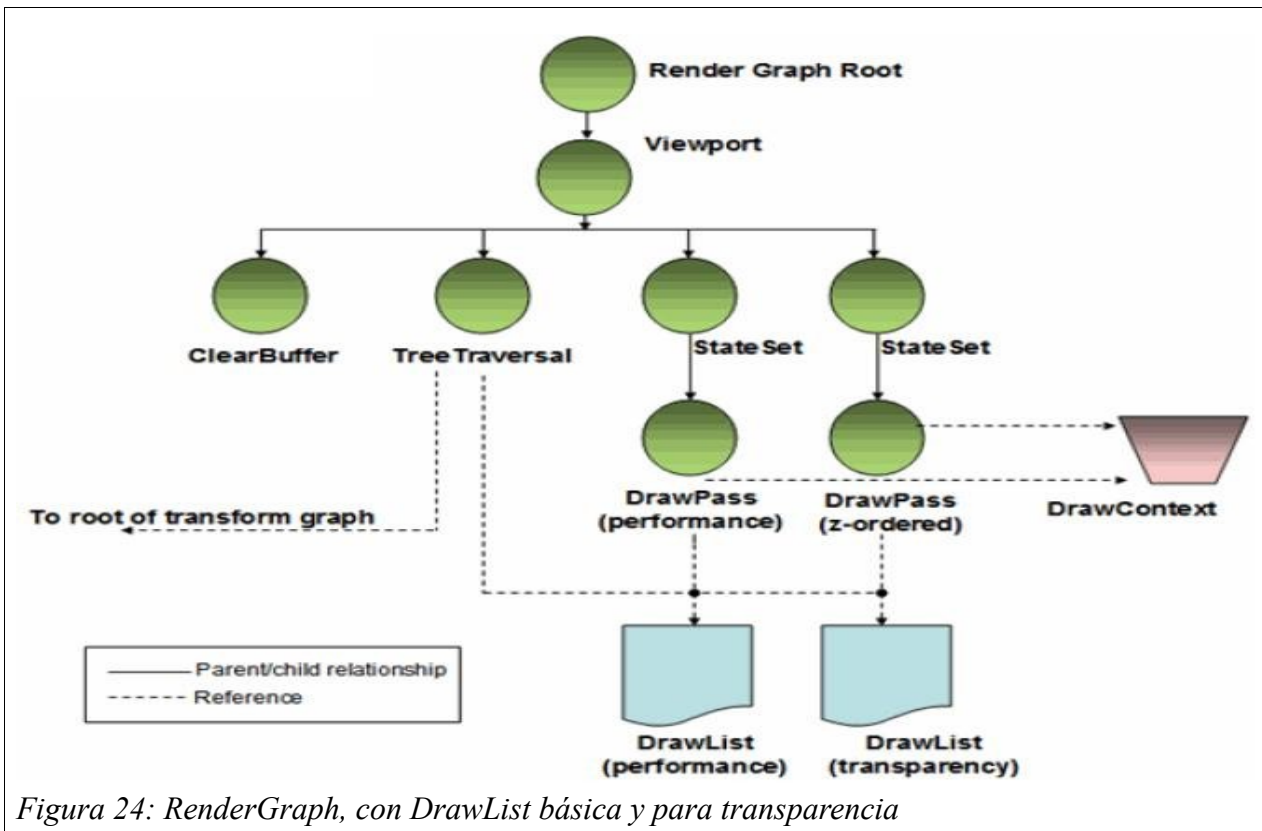 Render Graph Root
Viewport
ClearBuffer
TreeTraversal
StateSet
StateSet
DrawPass
(performance)
DrawPass
(z-ordered)
DrawContext
To root of transform graph
Parent/child relationship
Reference
DrawList
(performance)
DrawList
(transparency)
Figura 24: RenderGraph, con DrawList básica y para transparencia